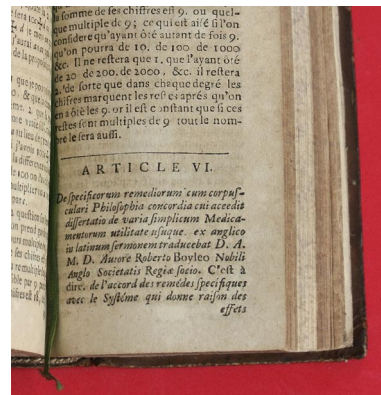 la somme de ses chiffres est 9. ou quel-
que multiple de 9; ce qui est aisé si l'on
considere qu'ayant ôté autant de fois 9.
qu'on pourra de 10. de 100 de 1000
&c. Il ne restera que 1. que l'ayant ôté
de 20 de 200. de 2000, &c. il restera
2. de sorte que dans chaque degré les
chifres marquent les restes aprés qu'on
en a ôté les 9. or il est constant que si ces
restes sont multiples de 9 tout le nom-
bre le sera aussi.
ARTICLE VI.
De specificorum remediorum cum corpus-
culari Philosophia concordia cui accedit
dissertatio de varia simplicum Medica-
mentorum utilitate usuque. ex anglico
in latinum sermonem traducebat D. A.
M. D. Autore Roberto Boyleo Nobili
Anglo Societatis Regiæ socio. C'est à
dire. de l'accord des remédes specifiques
avec le Systéme qui donne raison des
effets